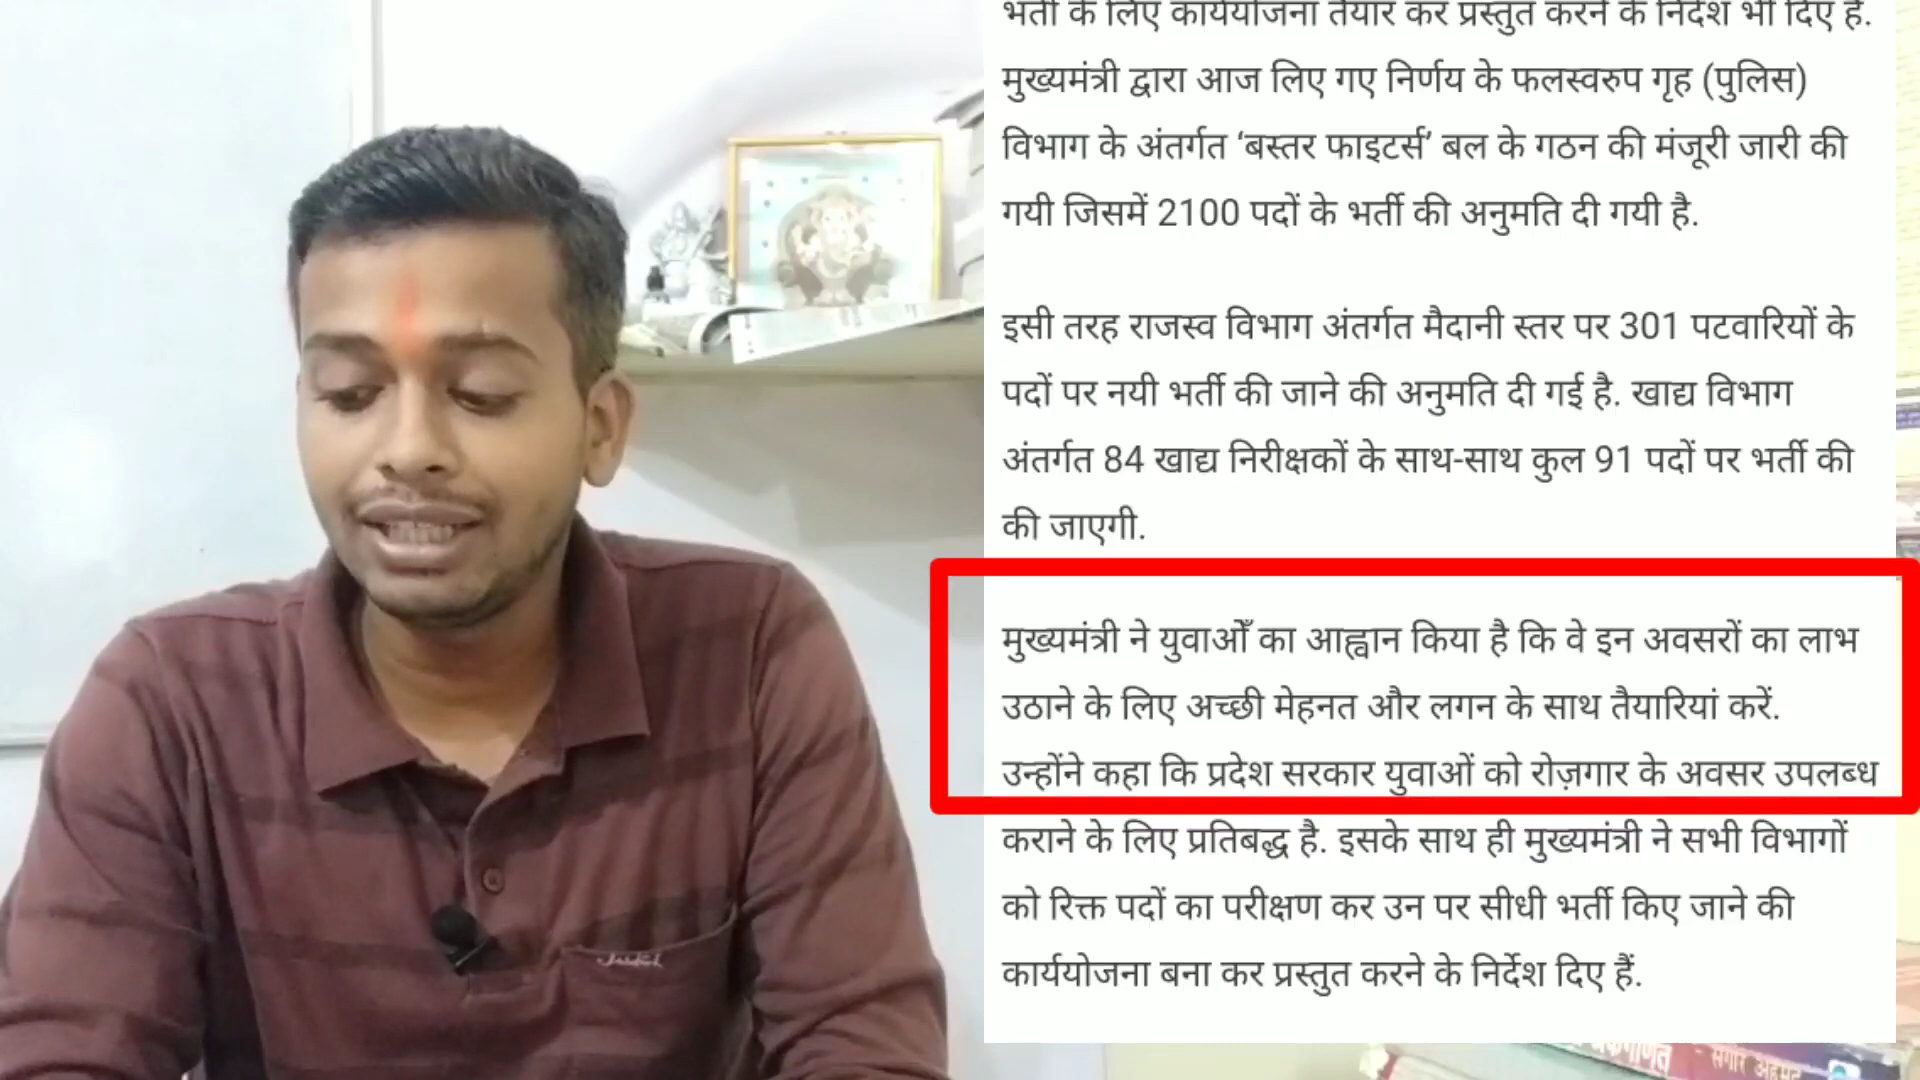 भर्ती के लिए कार्ययोजना तैयार कर प्रस्तुत करने के निर्देश भी दिए है.
मुख्यमंत्री द्वारा आज लिए गए निर्णय के फलस्वरुप गृह (पुलिस)
विभाग के अंतर्गत ‘बस्तर फाइटर्स’ बल के गठन की मंजूरी जारी की
गयी जिसमें 2100 पदों के भर्ती की अनुमति दी गयी है.
इसी तरह राजस्व विभाग अंतर्गत मैदानी स्तर पर 301 पटवारियों के
पदों पर नयी भर्ती की जाने की अनुमति दी गई है. खाद्य विभाग
अंतर्गत 84 खाद्य निरीक्षकों के साथ-साथ कुल 91 पदों पर भर्ती की
की जाएगी.
मुख्यमंत्री ने युवाओेंं का आह्वान किया है कि वे इन अवसरों का लाभ
उठाने के लिए अच्छी मेहनत और लगन के साथ तैयारियां करें.
उन्होंने कहा कि प्रदेश सरकार युवाओं को रोज़गार के अवसर उपलब्ध
कराने के लिए प्रतिबद्ध है. इसके साथ ही मुख्यमंत्री ने सभी विभागों
को रिक्त पदों का परीक्षण कर उन पर सीधी भर्ती किए जाने की
कार्ययोजना बना कर प्रस्तुत करने के निर्देश दिए हैं.